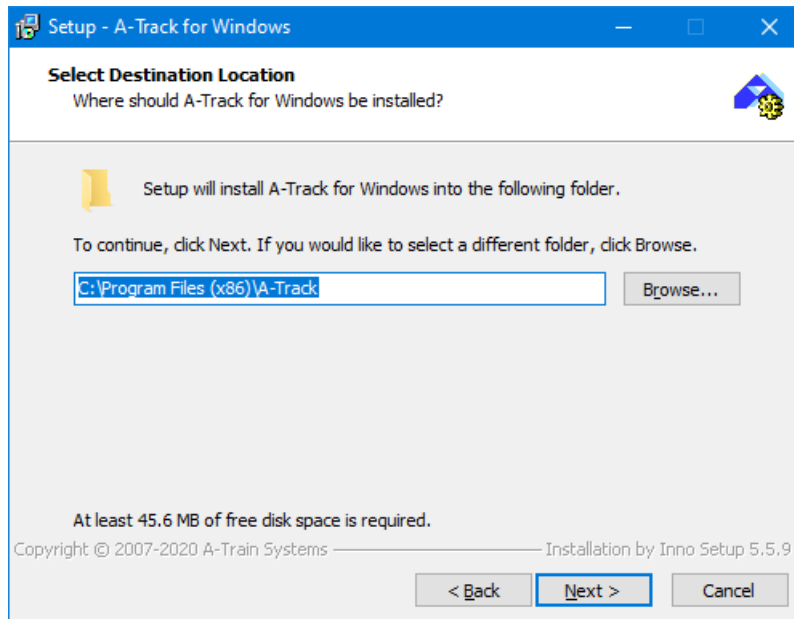 Setup - A-Track for Windows
Select Destination Location
Where should A-Track for Windows be installed?
Setup will install A-Track for Windows into the following folder.
To continue, click Next. If you would like to select a different folder, click Browse.
C:\Program Files (x86)\A-Track
Browse...
At least 45.6 MB of free disk space is required.
Copyright © 2007-2020 A-Train Systems
Installation by Inno Setup 5.5.9
< Back Next > Cancel